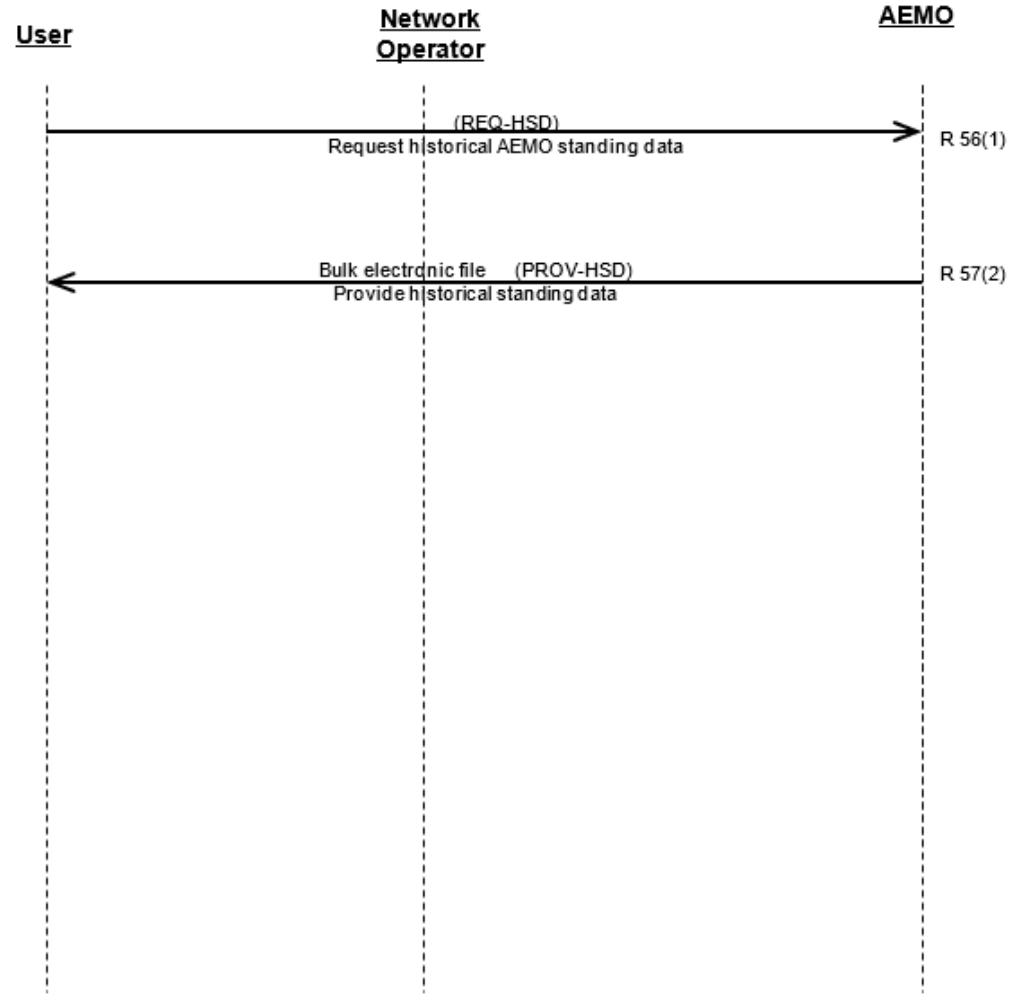 User
Network
Operator
AEMO
(REQ-HSD)
Request historical AEMO standing data
R 56(1)
Bulk electronic file (PROV-HSD)
Provide historical standing data
R 57(2)